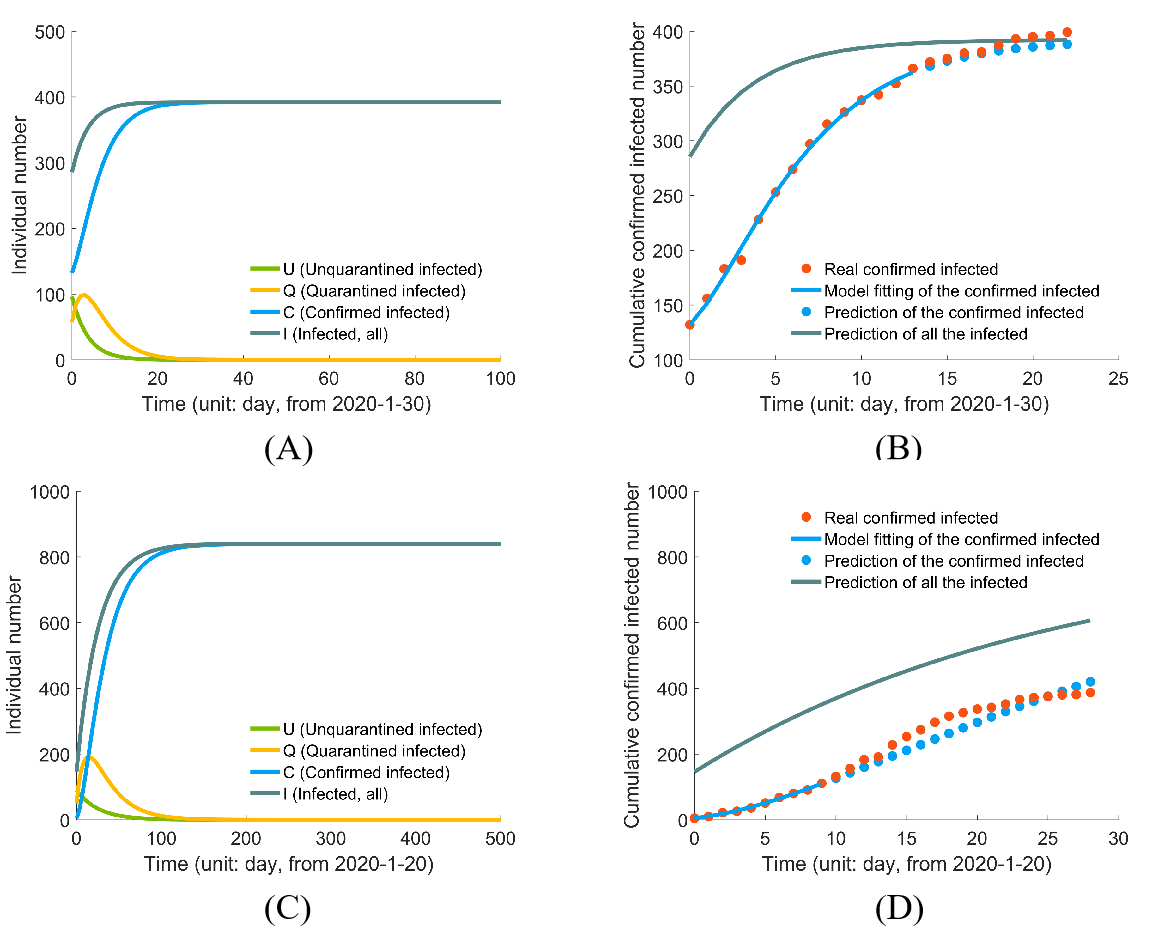 500
400
300
200
100
0
Individual number
U (Unquarantined infected)
Q (Quarantined infected)
C (Confirmed infected)
I (Infected, all)
0 20 40 60 80 100
Time (unit: day, from 2020-1-30)
(A)
400
350
300
250
200
150
100
Cumulative confirmed infected number
Real confirmed infected
Model fitting of the confirmed infected
Prediction of the confirmed infected
Prediction of all the infected
0 5 10 15 20 25
Time (unit: day, from 2020-1-30)
(B)
1000
800
600
400
200
0
Individual number
U (Unquarantined infected)
Q (Quarantined infected)
C (Confirmed infected)
I (Infected, all)
0 100 200 300 400 500
Time (unit: day, from 2020-1-20)
(C)
1000
800
600
400
200
0
Cumulative confirmed infected number
Real confirmed infected
Model fitting of the confirmed infected
Prediction of the confirmed infected
Prediction of all the infected
0 5 10 15 20 25 30
Time (unit: day, from 2020-1-20)
(D)